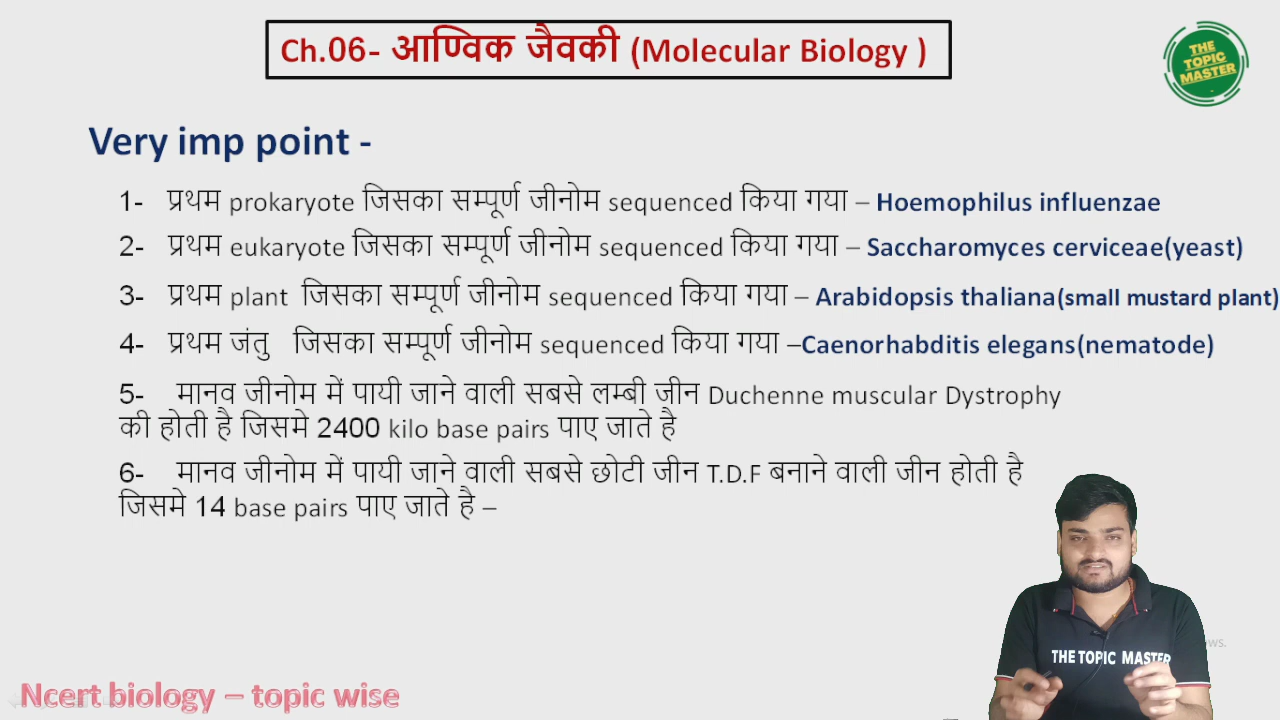 Ch.06- आण्विक जैवकी (Molecular Biology )
THE
TOPIC
MASTER
Very imp point -
1- प्रथम prokaryote जिसका सम्पूर्ण जीनोम sequenced किया गया – Hoemophilus influenzae
2- प्रथम eukaryote जिसका सम्पूर्ण जीनोम sequenced किया गया – Saccharomyces cerviceae(yeast)
3- प्रथम plant जिसका सम्पूर्ण जीनोम sequenced किया गया – Arabidopsis thaliana(small mustard plant)
4- प्रथम जंतु जिसका सम्पूर्ण जीनोम sequenced किया गया –Caenorhabditis elegans(nematode)
5- मानव जीनोम में पायी जाने वाली सबसे लम्बी जीन Duchenne muscular Dystrophy
की होती है जिसमे 2400 kilo base pairs पाए जाते है
6- मानव जीनोम में पायी जाने वाली सबसे छोटी जीन T.D.F बनाने वाली जीन होती है
जिसमे 14 base pairs पाए जाते है –
THE TOPIC MASTER
Ncert biology – topic wise